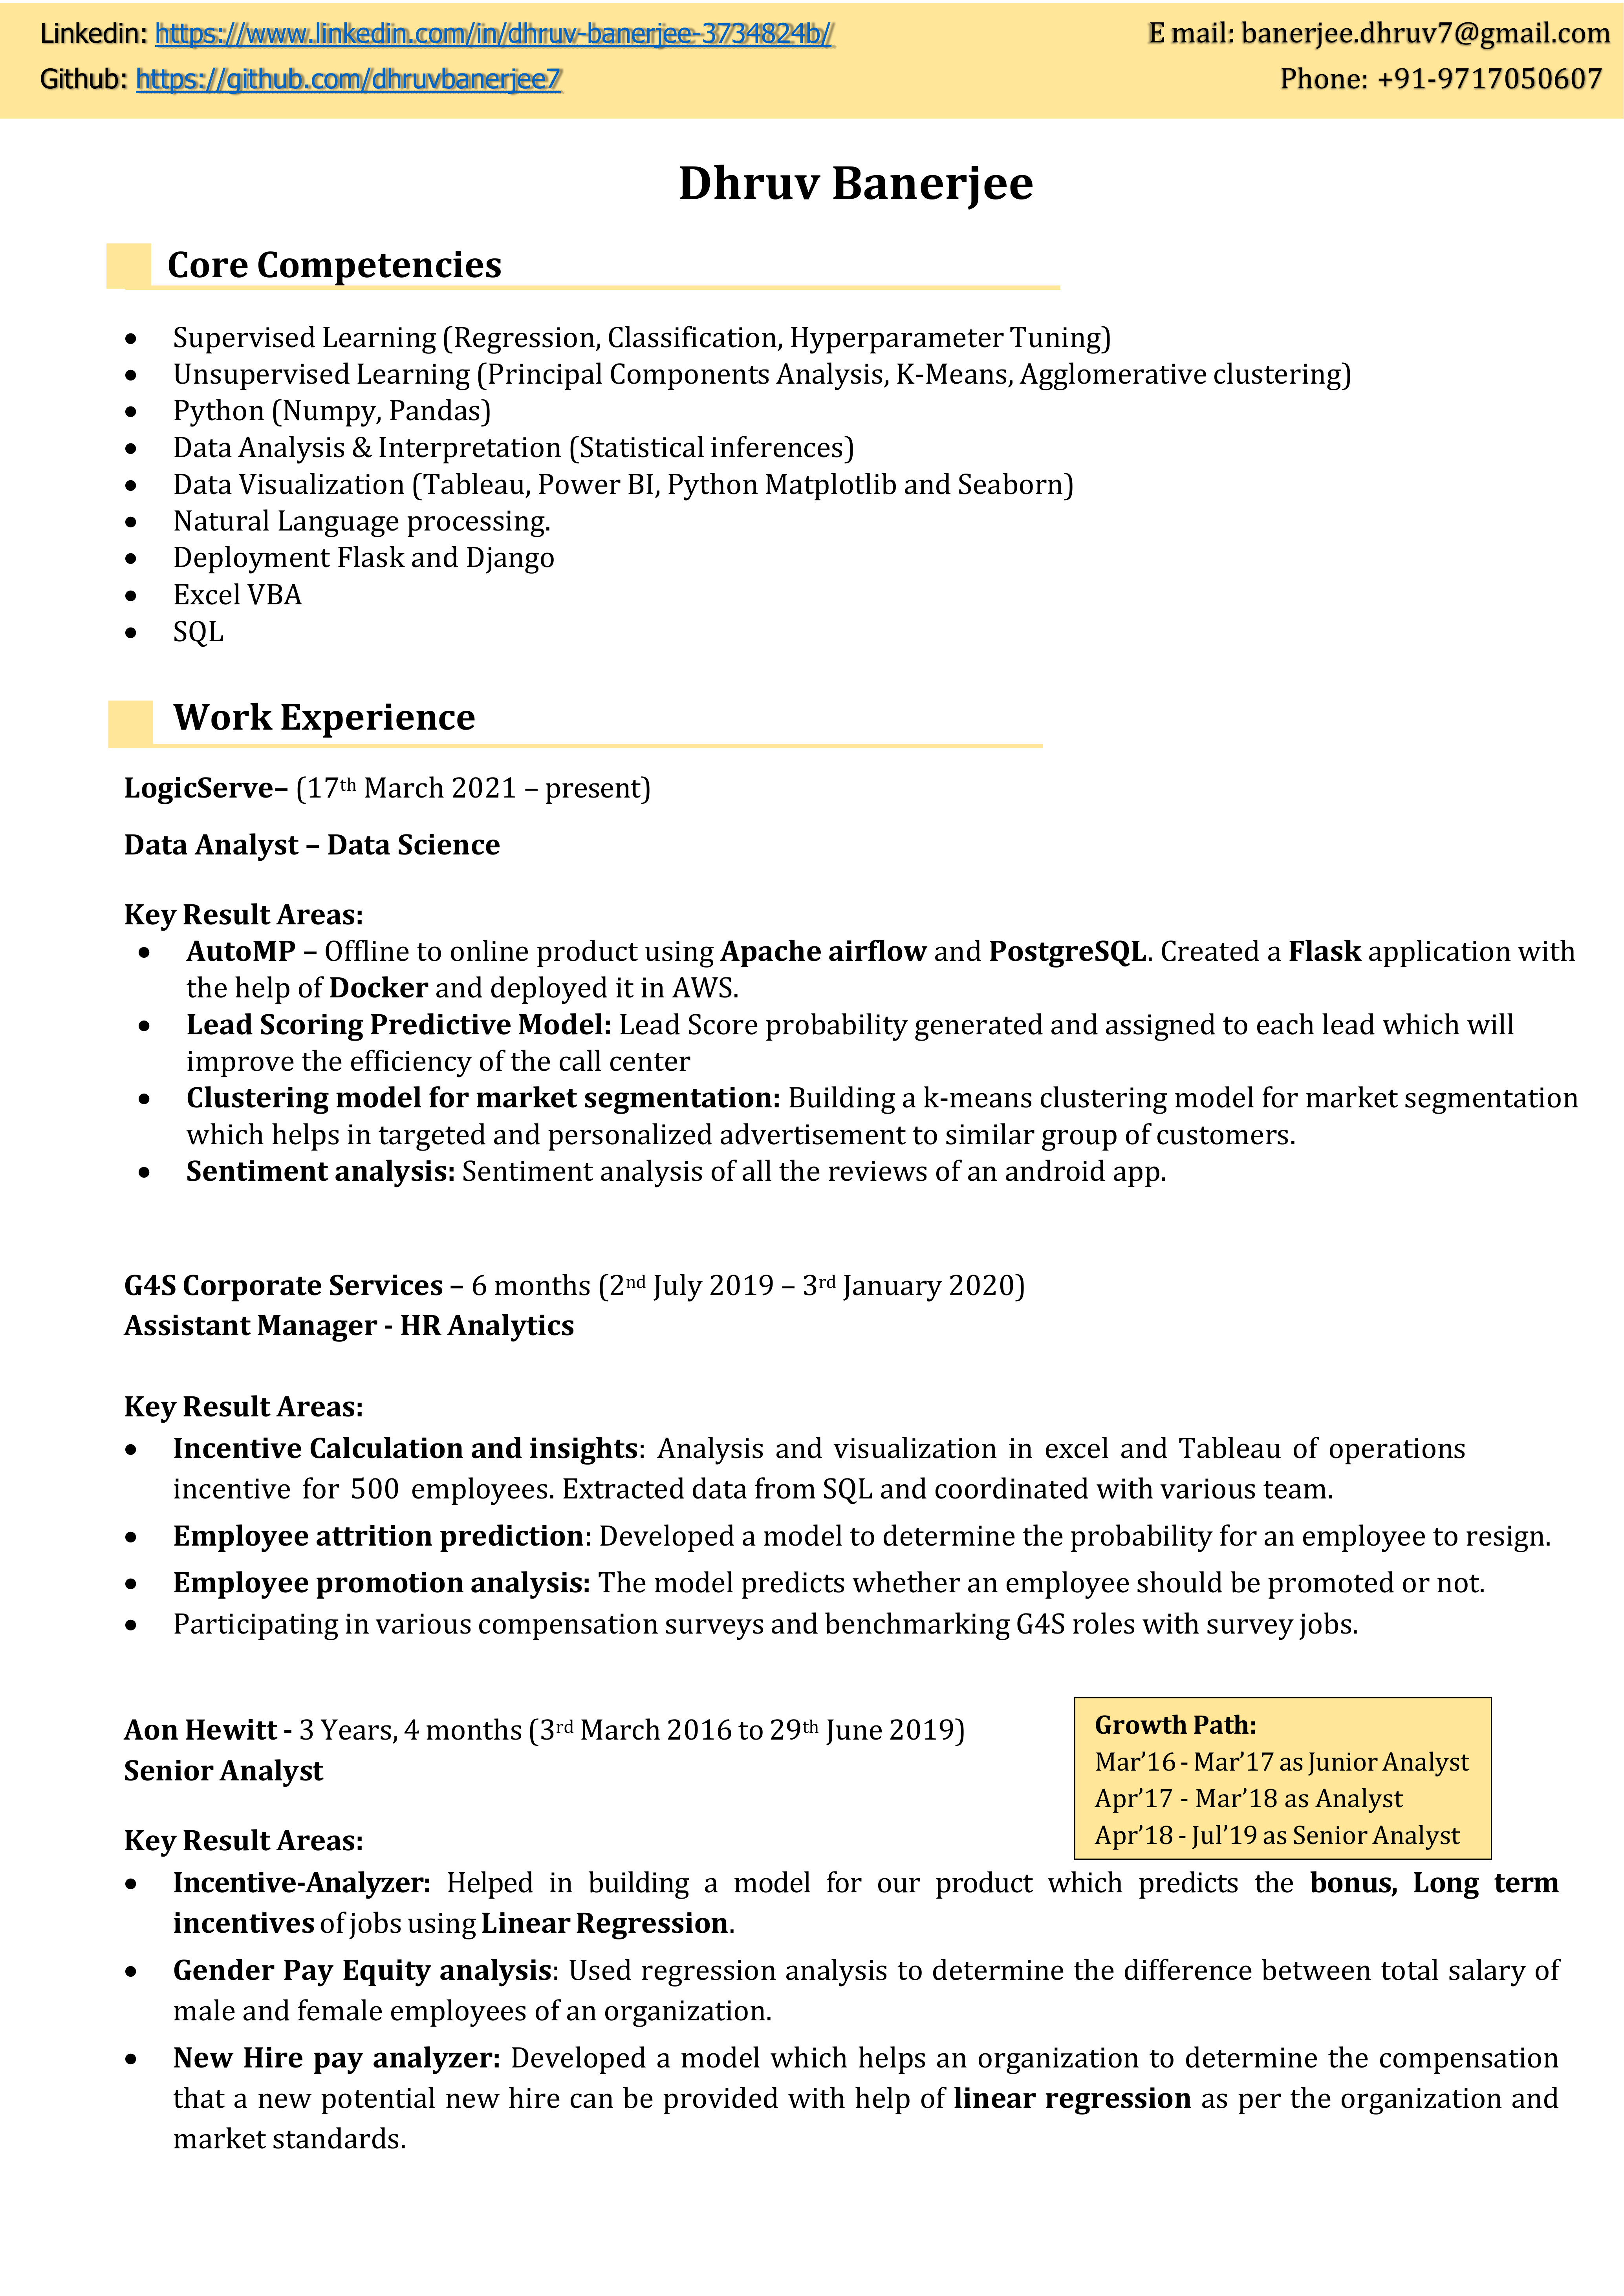 Linkedin: https://www.linkedin.com/in/dhruv-banerjee-3734824b/ E mail: banerjee.dhruv7@gmail.com
Github: https://github.com/dhruvbanerjee7 Phone: +91-9717050607
Dhruv Banerjee
Core Competencies
• Supervised Learning (Regression, Classification, Hyperparameter Tuning)
• Unsupervised Learning (Principal Components Analysis, K-Means, Agglomerative clustering)
• Python (Numpy, Pandas)
• Data Analysis & Interpretation (Statistical inferences)
• Data Visualization (Tableau, Power BI, Python Matplotlib and Seaborn)
• Natural Language processing.
• Deployment Flask and Django
• Excel VBA
• SQL
Work Experience
LogicServe– (17th March 2021 – present)
Data Analyst – Data Science
Key Result Areas:
• AutoMP – Offline to online product using Apache airflow and PostgreSQL. Created a Flask application with
the help of Docker and deployed it in AWS.
• Lead Scoring Predictive Model: Lead Score probability generated and assigned to each lead which will
improve the efficiency of the call center
• Clustering model for market segmentation: Building a k-means clustering model for market segmentation
which helps in targeted and personalized advertisement to similar group of customers.
• Sentiment analysis: Sentiment analysis of all the reviews of an android app.
G4S Corporate Services – 6 months (2nd July 2019 – 3rd January 2020)
Assistant Manager - HR Analytics
Key Result Areas:
• Incentive Calculation and insights: Analysis and visualization in excel and Tableau of operations
incentive for 500 employees. Extracted data from SQL and coordinated with various team.
• Employee attrition prediction: Developed a model to determine the probability for an employee to resign.
• Employee promotion analysis: The model predicts whether an employee should be promoted or not.
• Participating in various compensation surveys and benchmarking G4S roles with survey jobs.
Aon Hewitt - 3 Years, 4 months (3rd March 2016 to 29th June 2019)
Senior Analyst
Growth Path:
Mar’16 - Mar’17 as Junior Analyst
Apr’17 - Mar’18 as Analyst
Apr’18 - Jul’19 as Senior Analyst
Key Result Areas:
• Incentive-Analyzer: Helped in building a model for our product which predicts the bonus, Long term
incentives of jobs using Linear Regression.
• Gender Pay Equity analysis: Used regression analysis to determine the difference between total salary of
male and female employees of an organization.
• New Hire pay analyzer: Developed a model which helps an organization to determine the compensation
that a new potential new hire can be provided with help of linear regression as per the organization and
market standards.